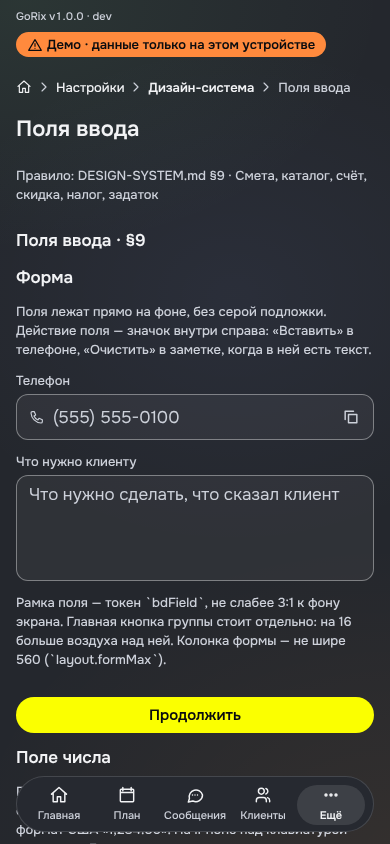 GoRix v1.0.0 · dev
Демо · данные только на этом устройстве
Настройки > Дизайн-система > Поля ввода
Поля ввода
Правило: DESIGN-SYSTEM.md §9 · Смета, каталог, счёт,
скидка, налог, задаток
Поля ввода · §9
Форма
Поля лежат прямо на фоне, без серой подложки.
Действие поля — значок внутри справа: «Вставить» в
телефоне, «Очистить» в заметке, когда в ней есть текст.
Телефон
(555) 555-0100
Что нужно клиенту
Что нужно сделать, что сказал клиент
Рамка поля — токен `bdField`, не слабее 3:1 к фону
экрана. Главная кнопка группы стоит отдельно: на 16
больше воздуха над ней. Колонка формы — не шире
560 (`layout.formMax`).
Продолжить
Поле числа
Главная План Сообщения Клиенты Ещё